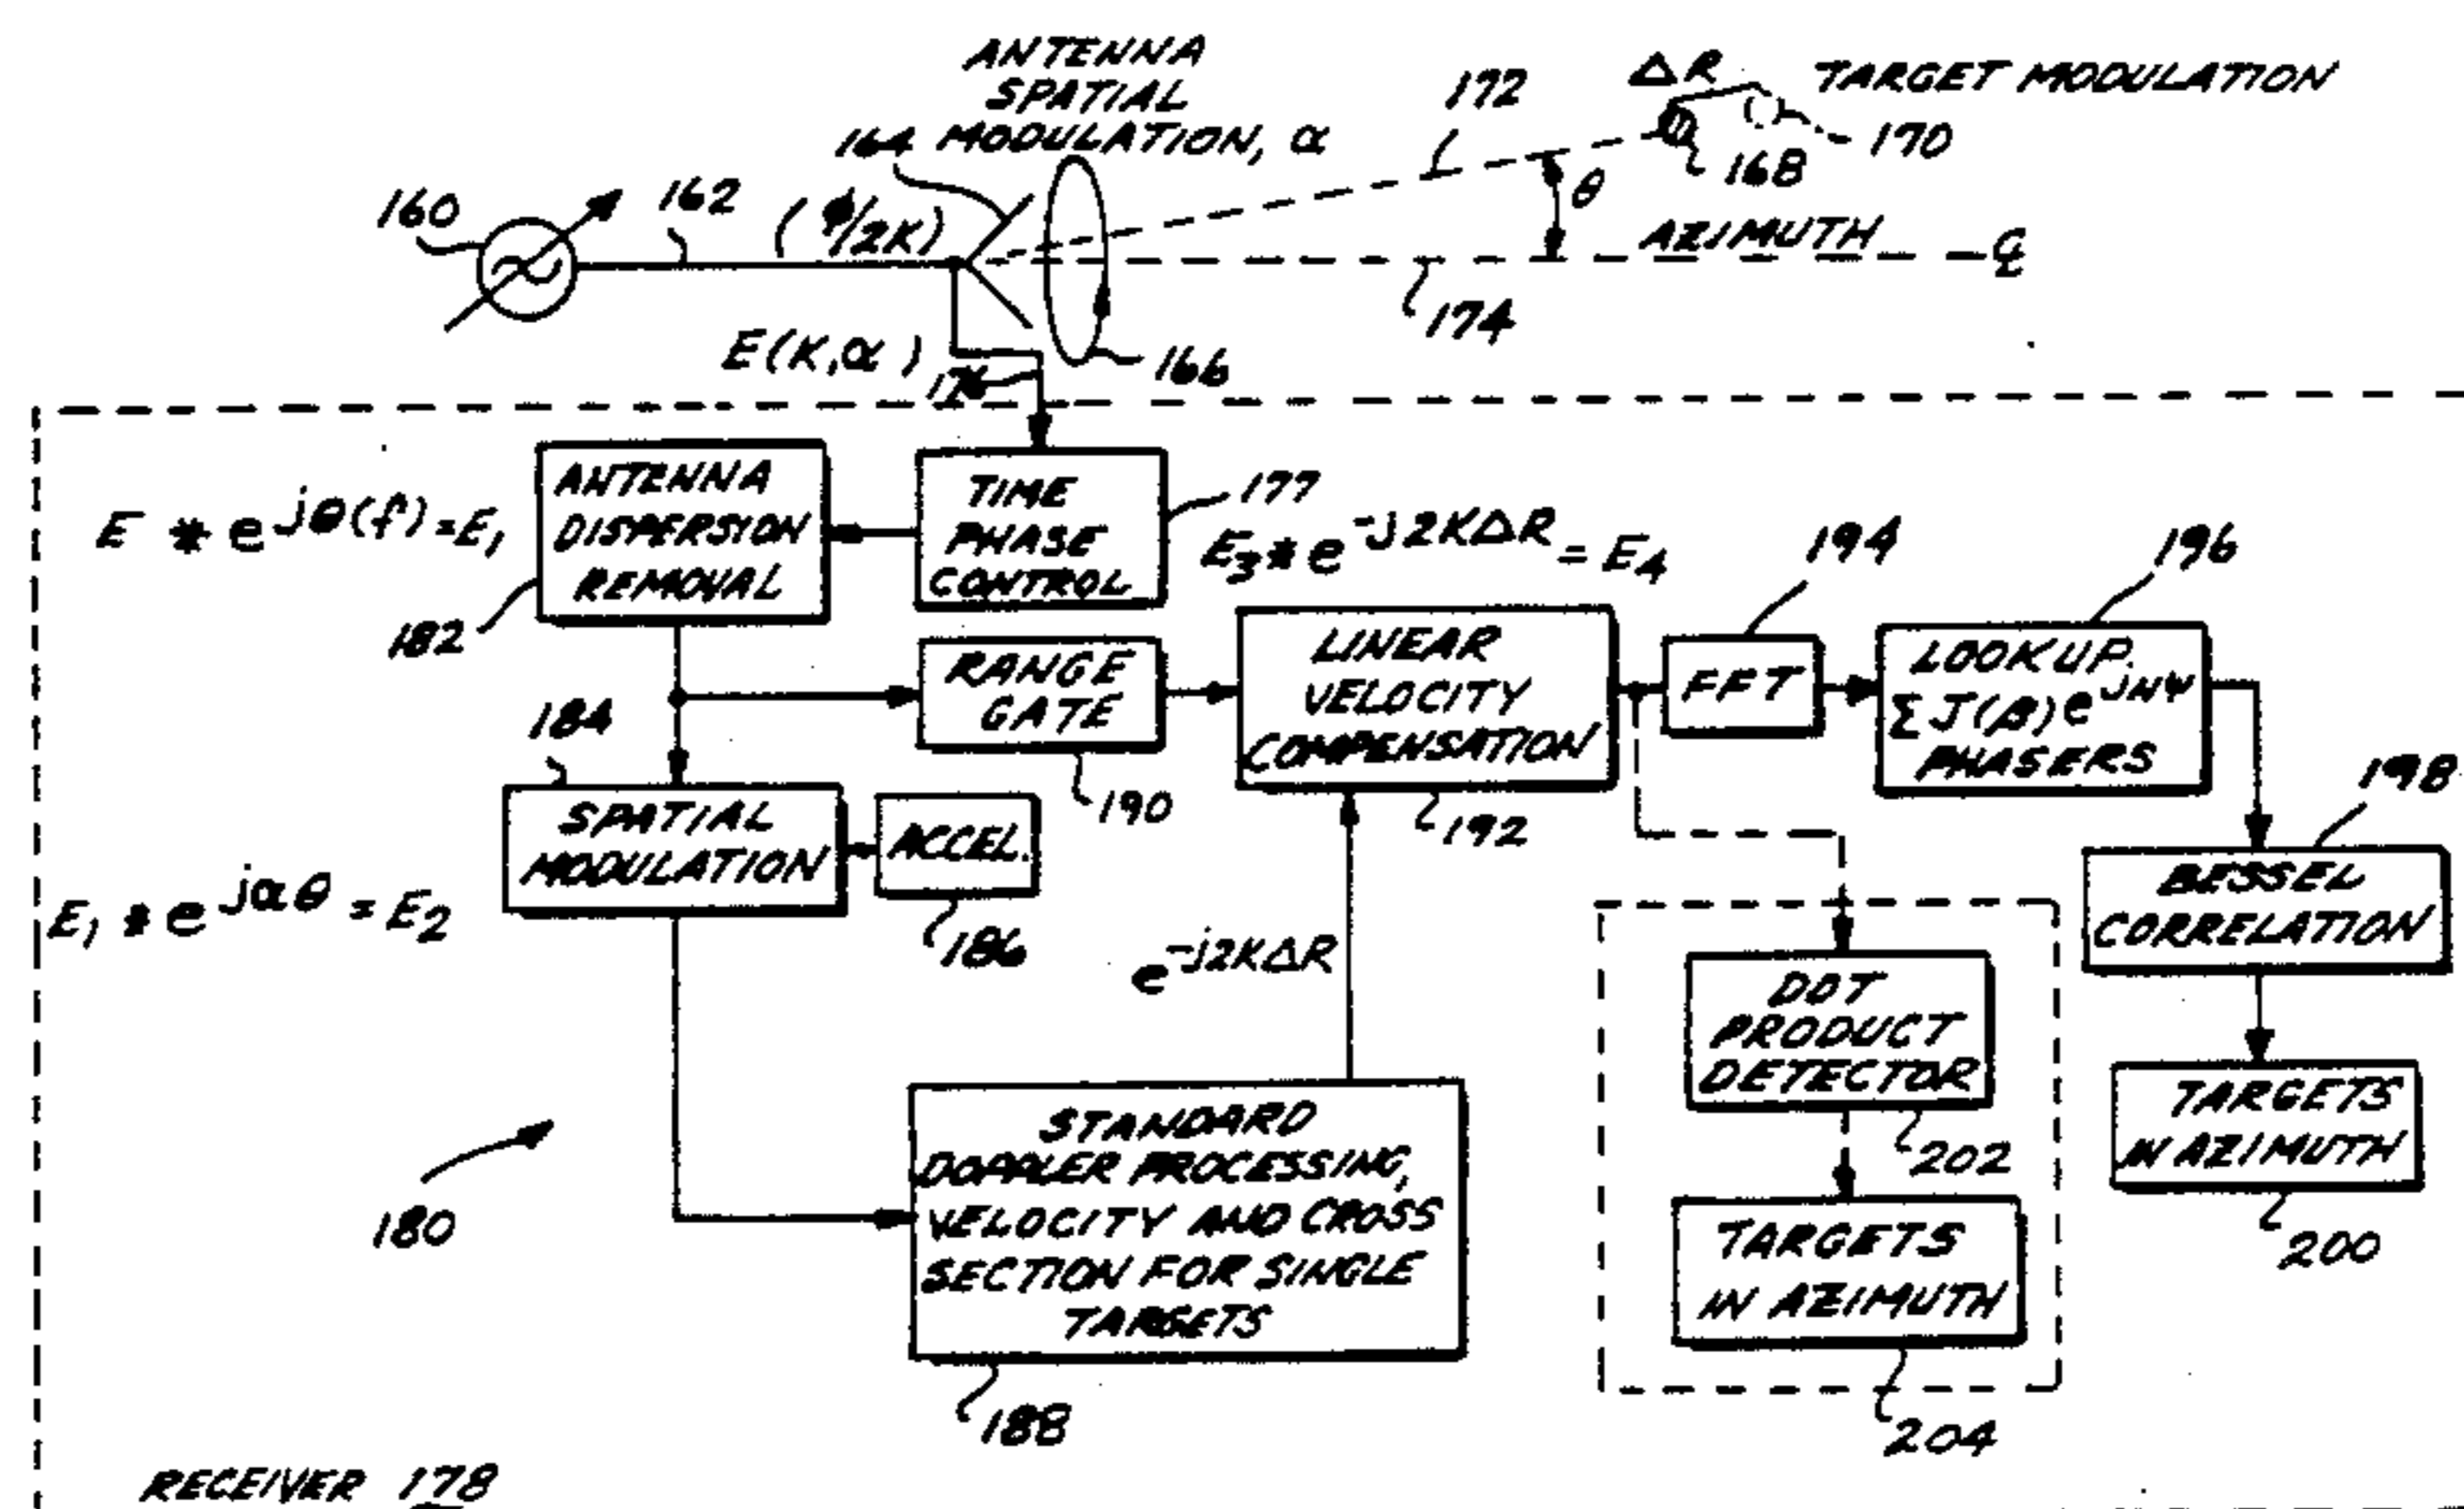 ANTENNA
SPATIAL
164 MODULATION, α
172
ΔR
TARGET MODULATION
170
168
160
162
(ϕ/2K)
θ
AZIMUTH
℄
174
E(K,α)
176
166
ANTENNA
DISPERSION
REMOVAL
TIME
PHASE
CONTROL
177
E * e^jθ(f) = E₁
182
E₃ * e^-j2KΔR = E₄
194
196
RANGE
GATE
190
LINEAR
VELOCITY
COMPENSATION
192
FFT
LOOKUP
Σ J(β)e^jNψ
PHASERS
184
SPATIAL
MODULATION
ACCEL.
186
198
BESSEL
CORRELATION
E₁ * e^jαθ = E₂
e^-j2KΔR
DOT
PRODUCT
DETECTOR
202
TARGETS
IN AZIMUTH
200
180
STANDARD
DOPPLER PROCESSING,
VELOCITY AND CROSS
SECTION FOR SINGLE
TARGETS
188
TARGETS
IN AZIMUTH
204
RECEIVER 178